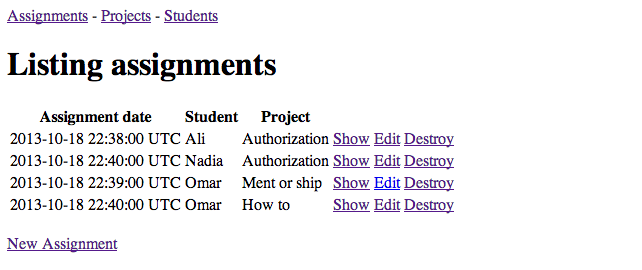 Assignments - Projects - Students
Listing assignments
Assignment date Student Project
2013-10-18 22:38:00 UTC Ali Authorization Show Edit Destroy
2013-10-18 22:40:00 UTC Nadia Authorization Show Edit Destroy
2013-10-18 22:39:00 UTC Omar Ment or ship Show Edit Destroy
2013-10-18 22:40:00 UTC Omar How to Show Edit Destroy
New Assignment